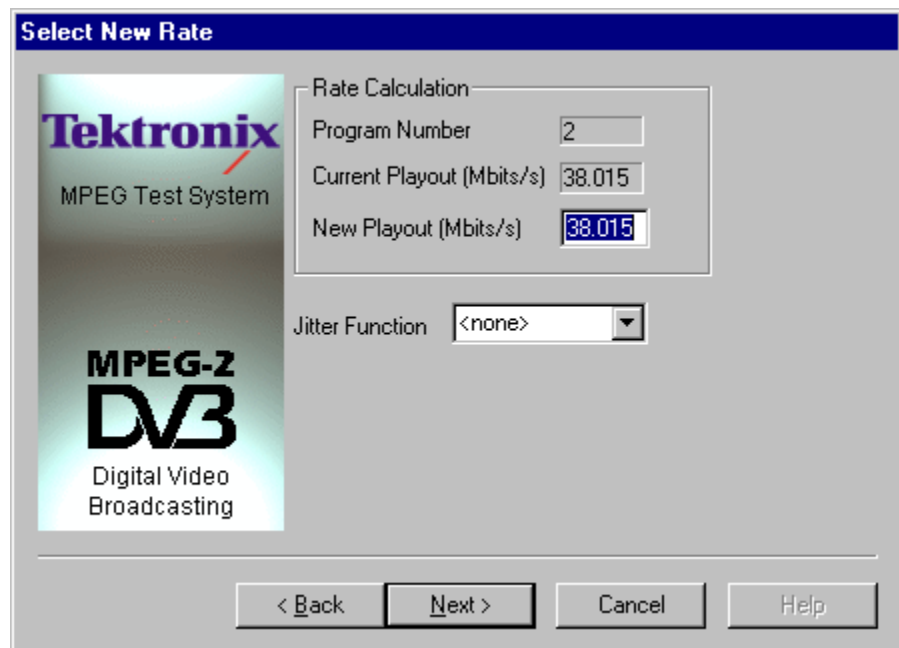 Select New Rate
Tektronix
MPEG Test System
MPEG-2
DVB
Digital Video
Broadcasting
Rate Calculation
Program Number 2
Current Playout (Mbits/s) 38.015
New Playout (Mbits/s) 38.015
Jitter Function <none>
< Back Next > Cancel Help